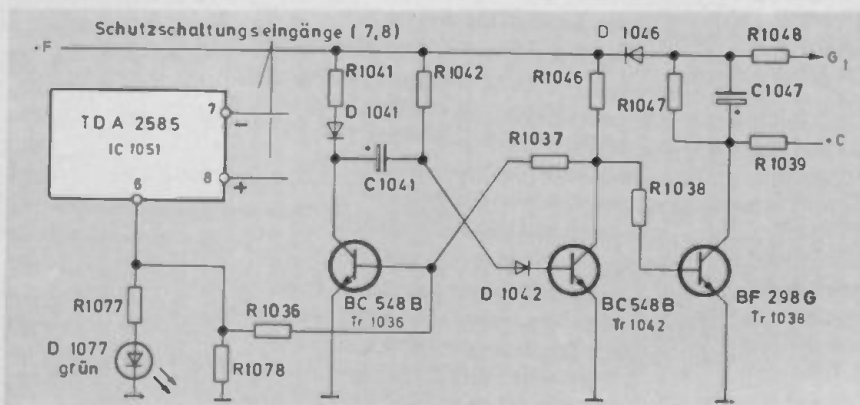 Schutzschaltungseingänge (7,8)
D 1046
R1048
+F
G1
R1041
R1042
R1046
R1047
C1047
D 1041
TDA 2585
IC 1051
7
-
8
+
6
R1037
+C
R1039
+
C1041
R1038
+
D 1042
BC 548 B
Tr 1036
BC 548B
Tr 1042
BF 298G
Tr 1038
R1077
R 1036
D 1077
grün
R1078